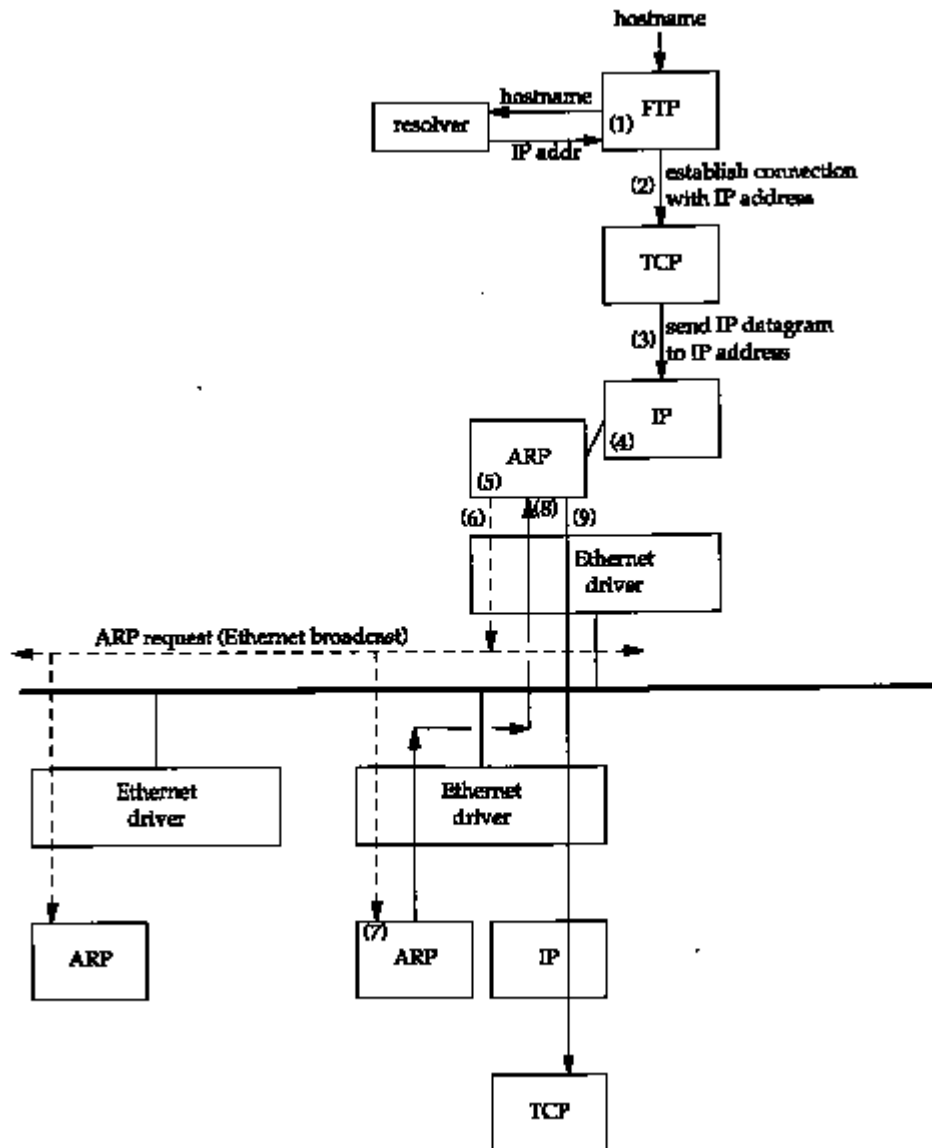 hostname
hostname
FTP
(1)
resolver
IP addr
(2)
establish connection
with IP address
TCP
(3)
send IP datagram
to IP address
IP
(4)
ARP
(5)
(6)
(8)
(9)
Ethernet
driver
ARP request (Ethernet broadcast)
Ethernet
driver
Ethernet
driver
(7)
ARP
ARP
IP
TCP